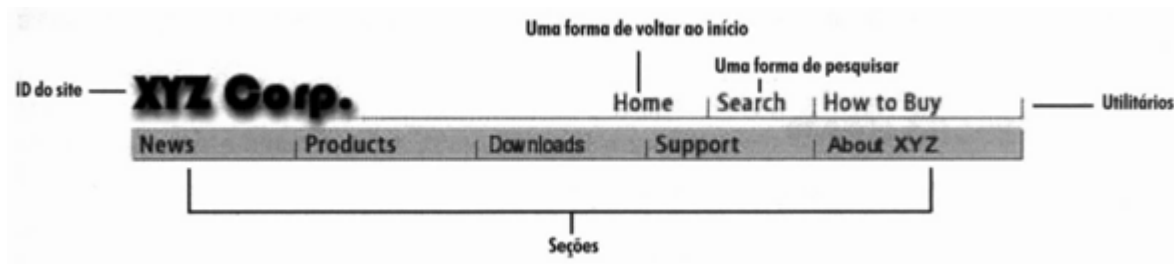 Uma forma de voltar ao início
Uma forma de pesquisar
ID do site
XYZ Corp.
Home | Search | How to Buy |
Utilitários
News | Products | Downloads | Support | About XYZ
Seções